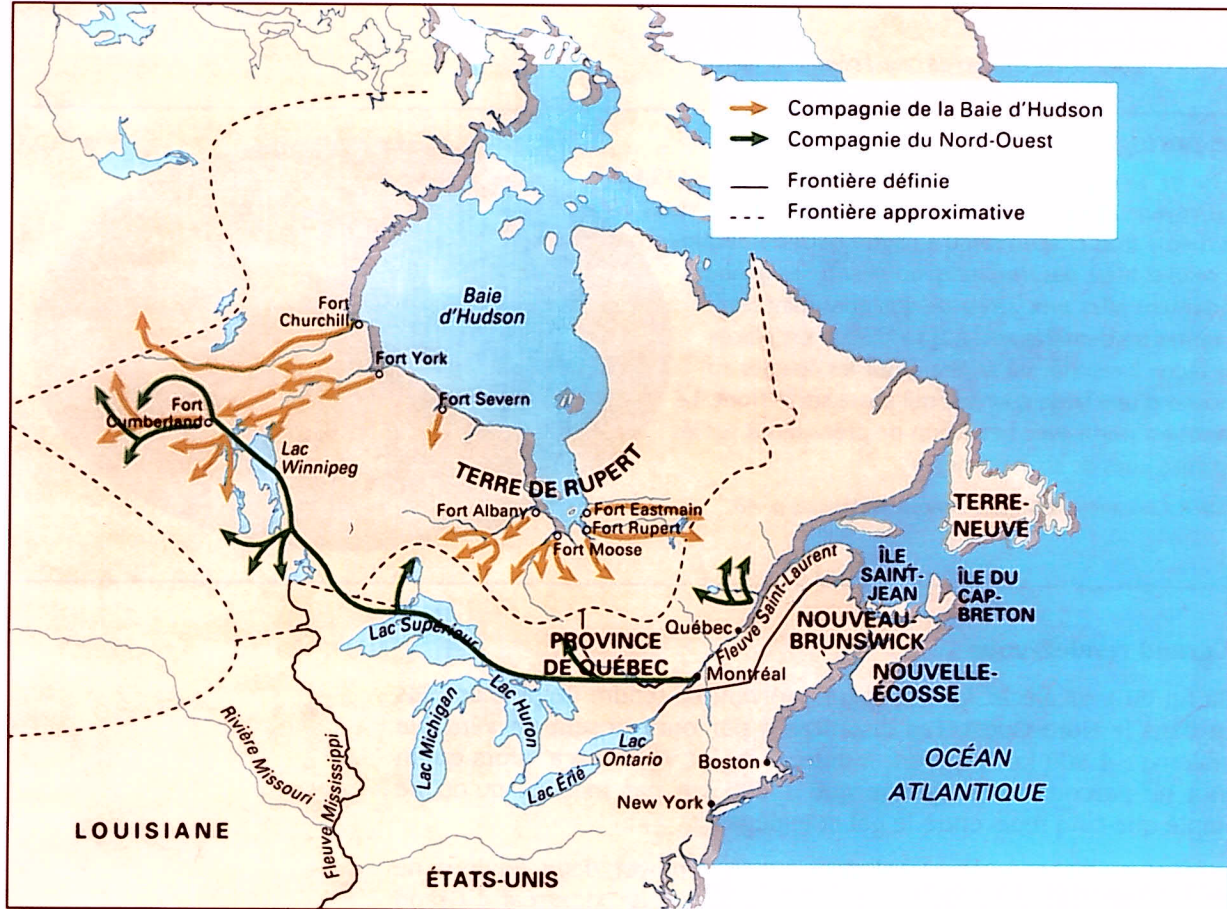 Compagnie de la Baie d'Hudson
Compagnie du Nord-Ouest
Frontière définie
Frontière approximative
Baie
d'Hudson
Fort
Churchill
Fort York
Fort Severn
Fort
Cumberland
Lac
Winnipeg
TERRE DE RUPERT
Fort Albany
Fort Eastmain
Fort Rupert
Fort Moose
TERRE-
NEUVE
ÎLE
SAINT-
JEAN
ÎLE DU
CAP-
BRETON
Fleuve Saint-Laurent
Québec
NOUVEAU-
BRUNSWICK
Lac Supérieur
PROVINCE
DE QUÉBEC
Montréal
NOUVELLE-
ÉCOSSE
Lac Michigan
Lac Huron
Rivière Missouri
Fleuve Mississippi
Lac
Ontario
Lac Érié
Boston
New York
OCÉAN
ATLANTIQUE
LOUISIANE
ÉTATS-UNIS